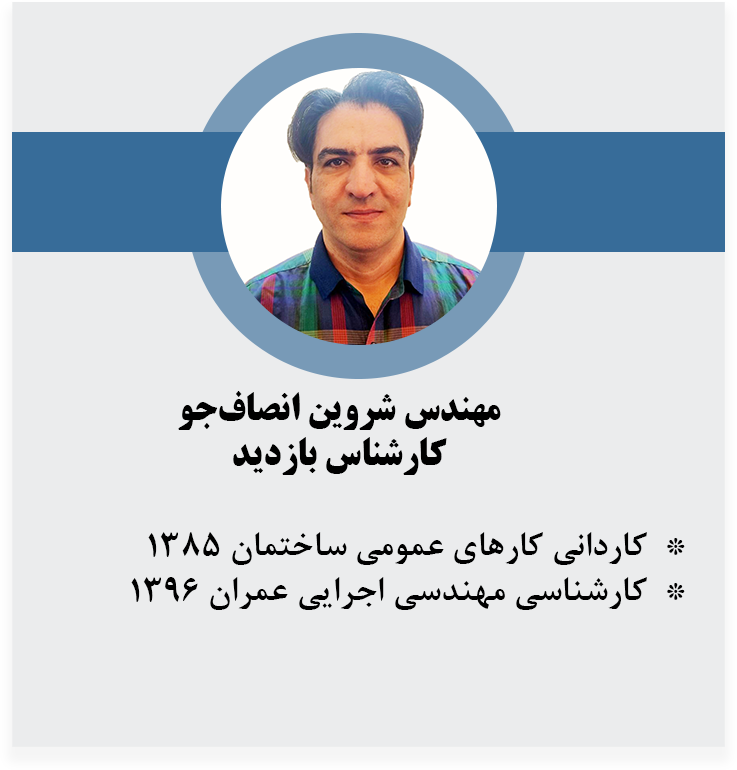 مهندس شروین انصاف‌جو
کارشناس بازدید
❊ کاردانی کارهای عمومی ساختمان ۱۳۸۵
❊ کارشناسی مهندسی اجرایی عمران ۱۳۹۶